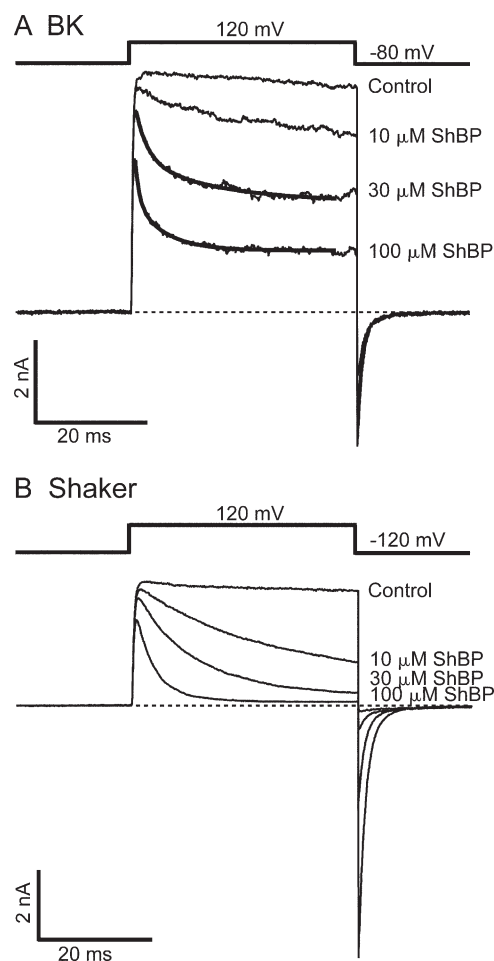 A BK
120 mV
-80 mV
Control
10 μM ShBP
30 μM ShBP
100 μM ShBP
2 nA
20 ms
B Shaker
120 mV
-120 mV
Control
10 μM ShBP
30 μM ShBP
100 μM ShBP
2 nA
20 ms